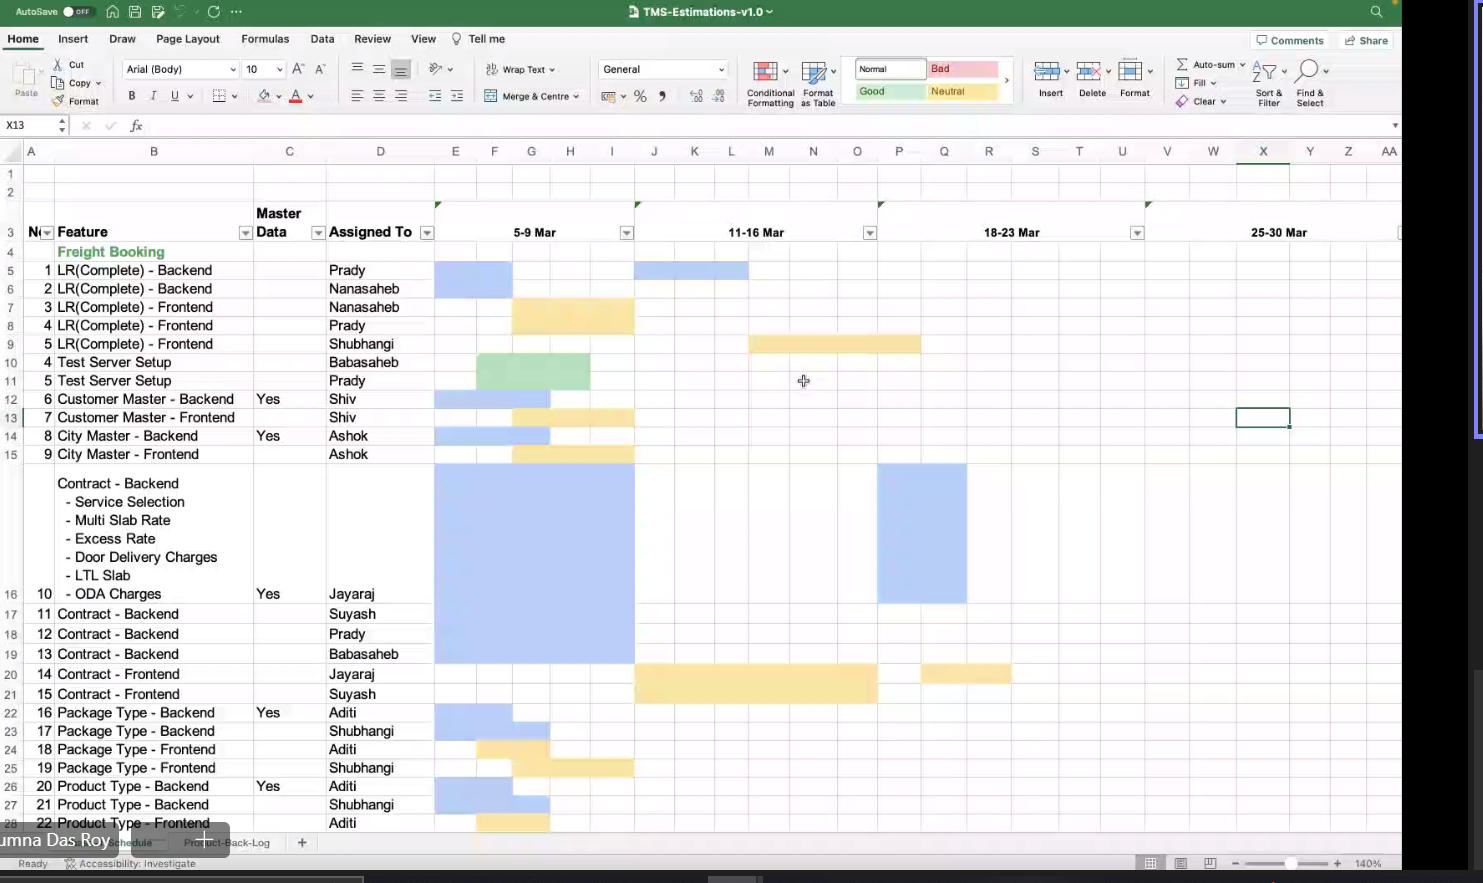 AutoSave OFF
TMS-Estimations-v1.0
Home Insert Draw Page Layout Formulas Data Review View Tell me
Comments Share
Paste Cut Copy Format
Arial (Body) 10
B I U
Wrap Text
Merge & Centre
General
Conditional Formatting
Format as Table
Normal Bad
Good Neutral
Insert Delete Format
Auto-sum
Fill
Clear
Sort & Filter
Find & Select
X13 fx
A B C D E F G H I J K L M N O P Q R S T U V W X Y Z AA
1
2
3 No Feature Master Data Assigned To 5-9 Mar 11-16 Mar 18-23 Mar 25-30 Mar
4 Freight Booking
5 1 LR(Complete) - Backend Prady
6 2 LR(Complete) - Backend Nanasaheb
7 3 LR(Complete) - Frontend Nanasaheb
8 4 LR(Complete) - Frontend Prady
9 5 LR(Complete) - Frontend Shubhangi
10 4 Test Server Setup Babasaheb
11 5 Test Server Setup Prady
12 6 Customer Master - Backend Yes Shiv
13 7 Customer Master - Frontend Shiv
14 8 City Master - Backend Yes Ashok
15 9 City Master - Frontend Ashok
Contract - Backend
- Service Selection
- Multi Slab Rate
- Excess Rate
- Door Delivery Charges
- LTL Slab
16 10 - ODA Charges Yes Jayaraj
17 11 Contract - Backend Suyash
18 12 Contract - Backend Prady
19 13 Contract - Backend Babasaheb
20 14 Contract - Frontend Jayaraj
21 15 Contract - Frontend Suyash
22 16 Package Type - Backend Yes Aditi
23 17 Package Type - Backend Shubhangi
24 18 Package Type - Frontend Aditi
25 19 Package Type - Frontend Shubhangi
26 20 Product Type - Backend Yes Aditi
27 21 Product Type - Backend Shubhangi
28 22 Product Type - Frontend Aditi
umna Das Roy
Schedule Product-Back-Log +
Ready Accessibility: Investigate 140%